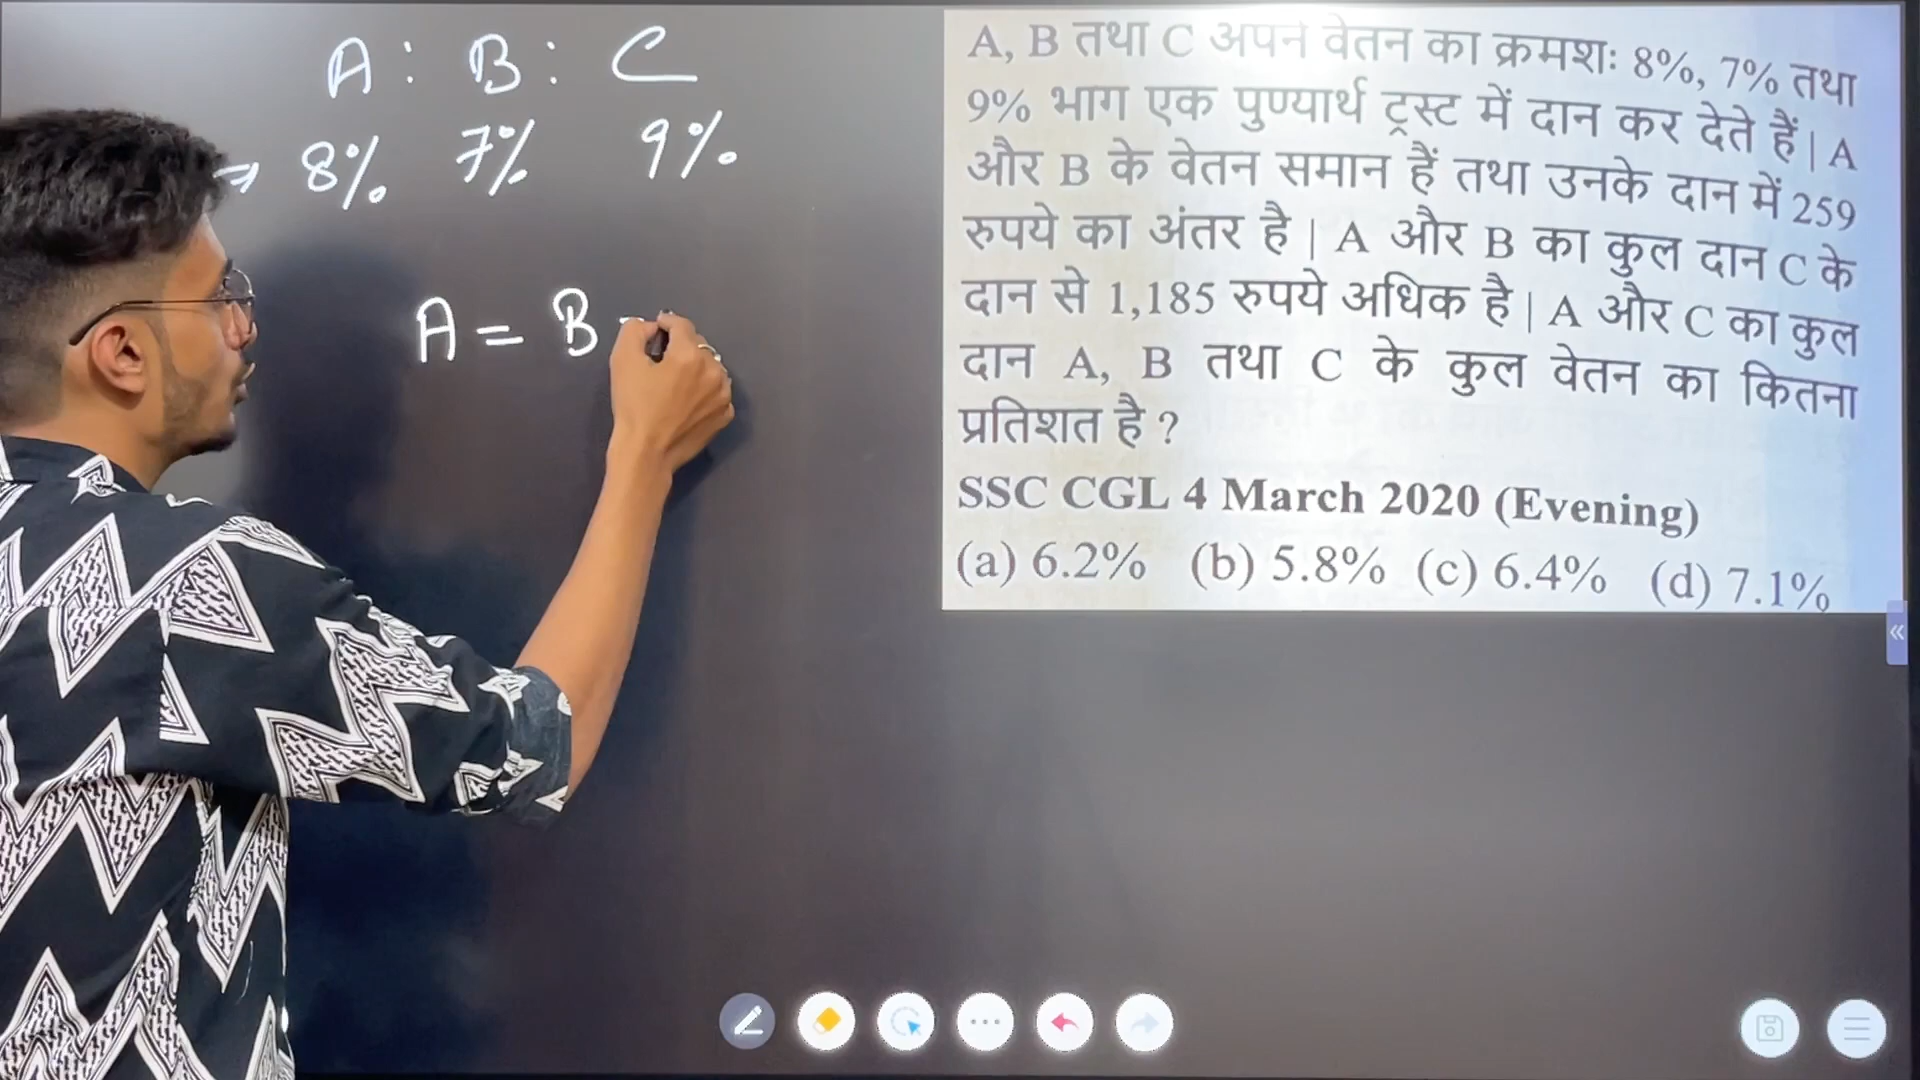 A : B : C
→ 8% 7% 9%
A = B =
A, B तथा C अपने वेतन का क्रमशः 8%, 7% तथा
9% भाग एक पुण्यार्थ ट्रस्ट में दान कर देते हैं | A
और B के वेतन समान हैं तथा उनके दान में 259
रुपये का अंतर है | A और B का कुल दान C के
दान से 1,185 रुपये अधिक है | A और C का कुल
दान A, B तथा C के कुल वेतन का कितना
प्रतिशत है ?
SSC CGL 4 March 2020 (Evening)
(a) 6.2% (b) 5.8% (c) 6.4% (d) 7.1%